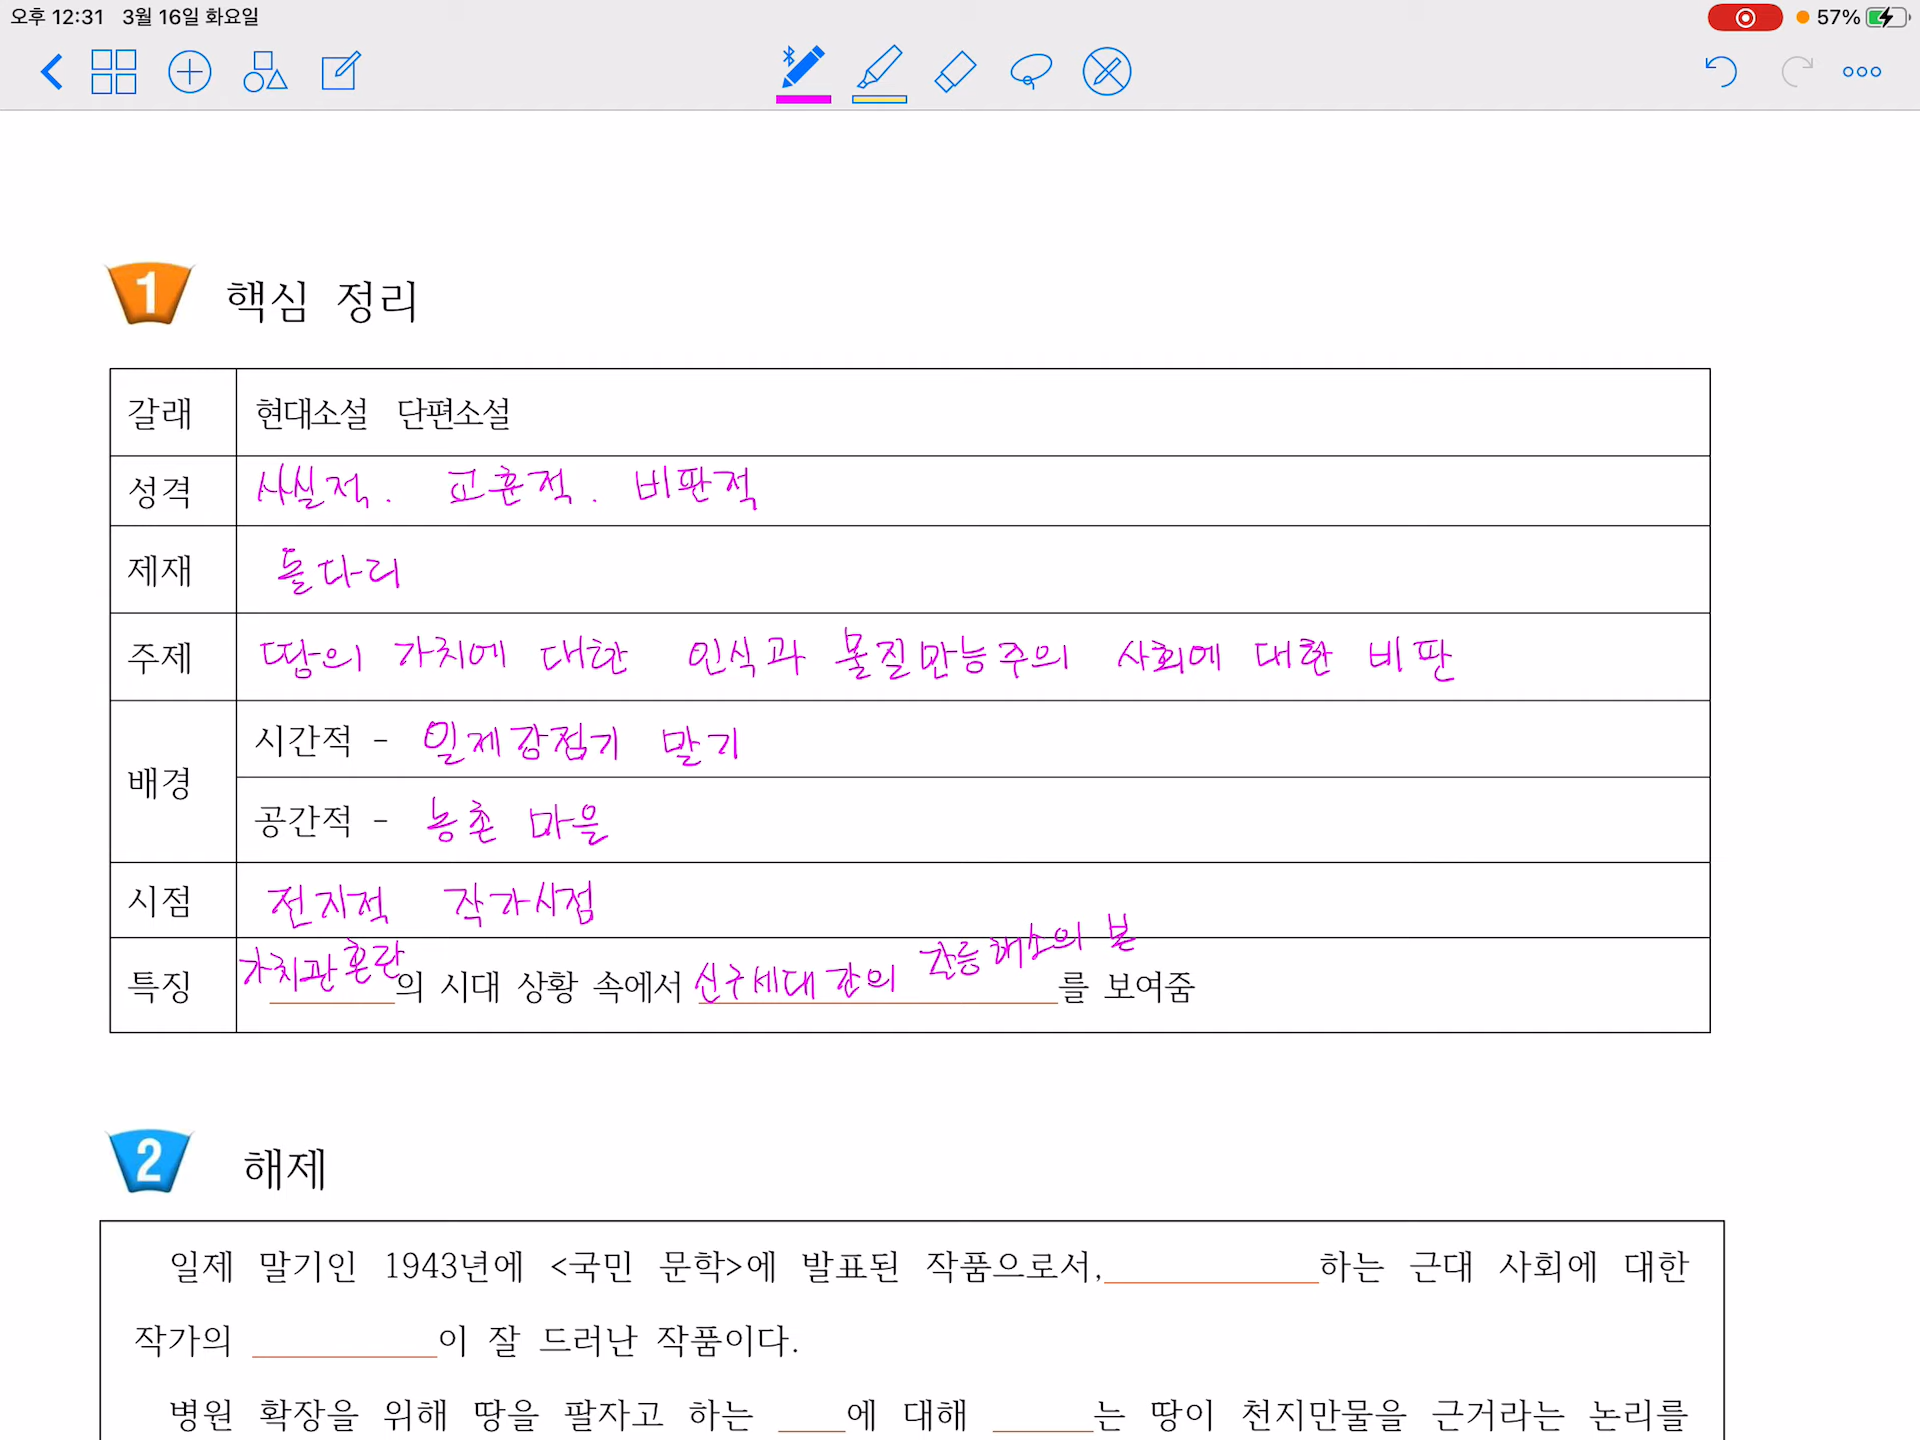 오후 12:31 3월 16일 화요일
57%
1 핵심 정리
갈래 현대소설 단편소설
성격 사실적. 교훈적. 비판적
제재 돌다리
주제 땅의 가치에 대한 인식과 물질만능주의 사회에 대한 비판
배경
시간적 - 일제강점기 말기
공간적 - 농촌 마을
시점 전지적 작가시점
특징 가치관 혼란의 시대 상황 속에서 신구세대 간의 갈등 해소의 본를 보여줌
2 해제
일제 말기인 1943년에 <국민 문학>에 발표된 작품으로서, 하는 근대 사회에 대한
작가의 이 잘 드러난 작품이다.
병원 확장을 위해 땅을 팔자고 하는 에 대해 는 땅이 천지만물을 근거라는 논리를